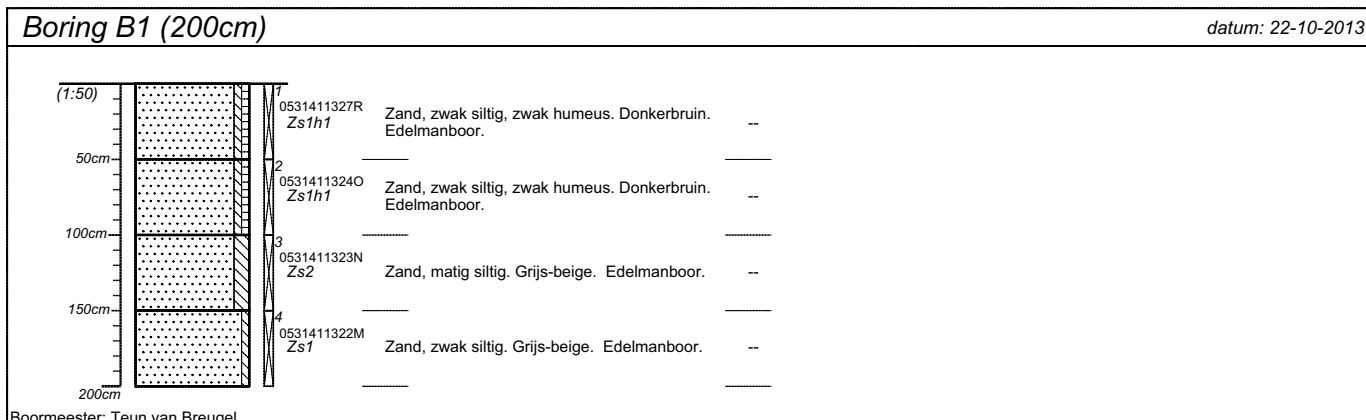 Boring B1 (200cm)
datum: 22-10-2013
(1:50)
1
0531411327R
Zs1h1
Zand, zwak siltig, zwak humeus. Donkerbruin.
Edelmanboor.
--
50cm
2
0531411324O
Zs1h1
Zand, zwak siltig, zwak humeus. Donkerbruin.
Edelmanboor.
--
100cm
3
0531411323N
Zs2
Zand, matig siltig. Grijs-beige. Edelmanboor.
--
150cm
4
0531411322M
Zs1
Zand, zwak siltig. Grijs-beige. Edelmanboor.
--
200cm
Boormeester: Teun van Breugel